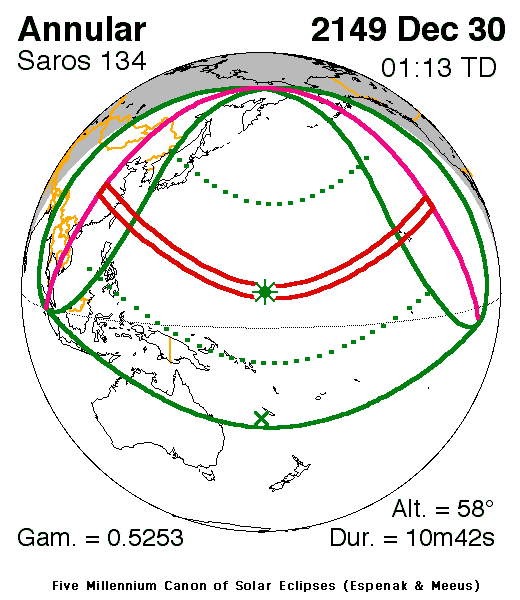 Annular 2149 Dec 30
Saros 134 01:13 TD
Alt. = 58°
Gam. = 0.5253 Dur. = 10m42s
Five Millennium Canon of Solar Eclipses (Espenak & Meeus)